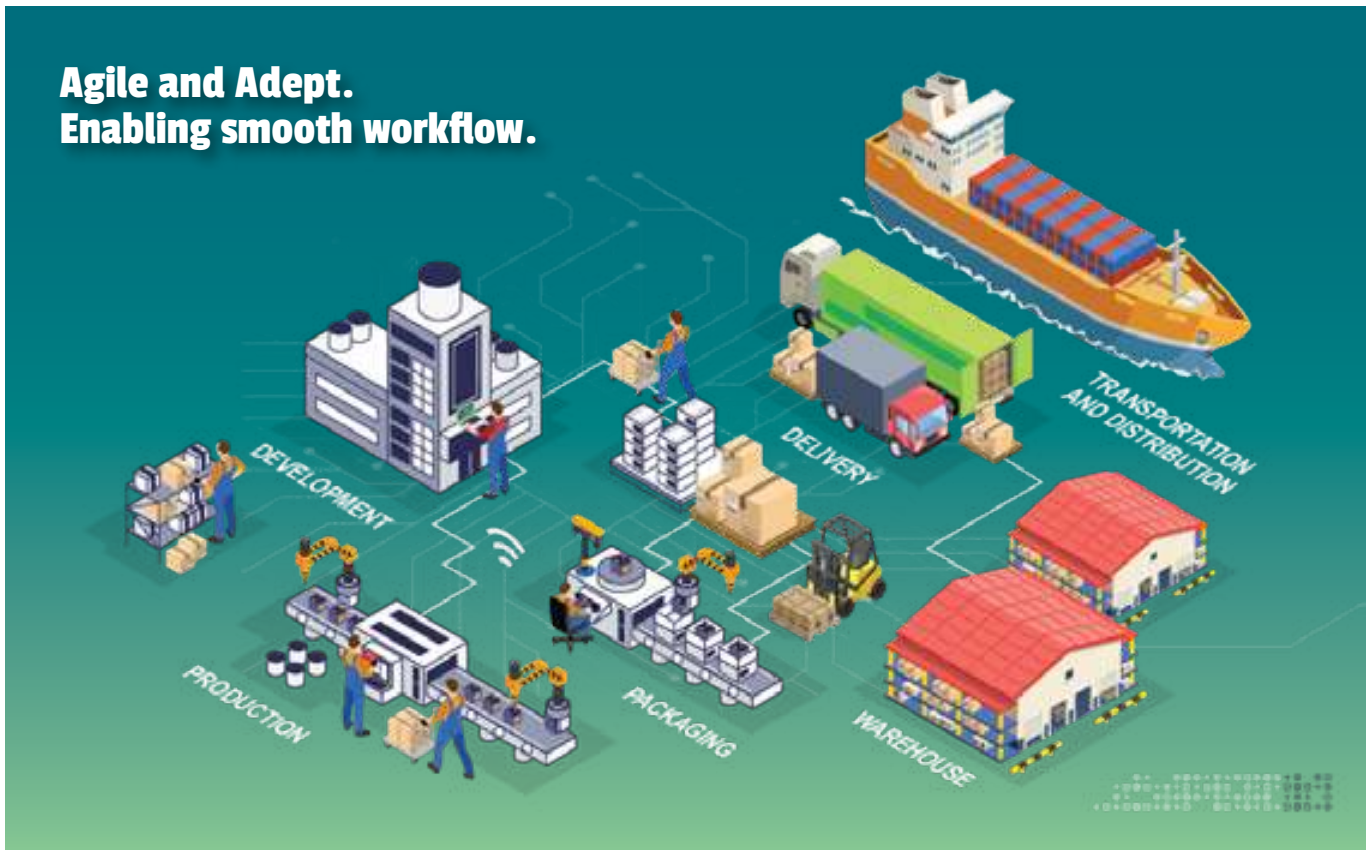 Agile and Adept.
Enabling smooth workflow.
TRANSPORTATION
AND DISTRIBUTION
DELIVERY
DEVELOPMENT
PRODUCTION
PACKAGING
WAREHOUSE